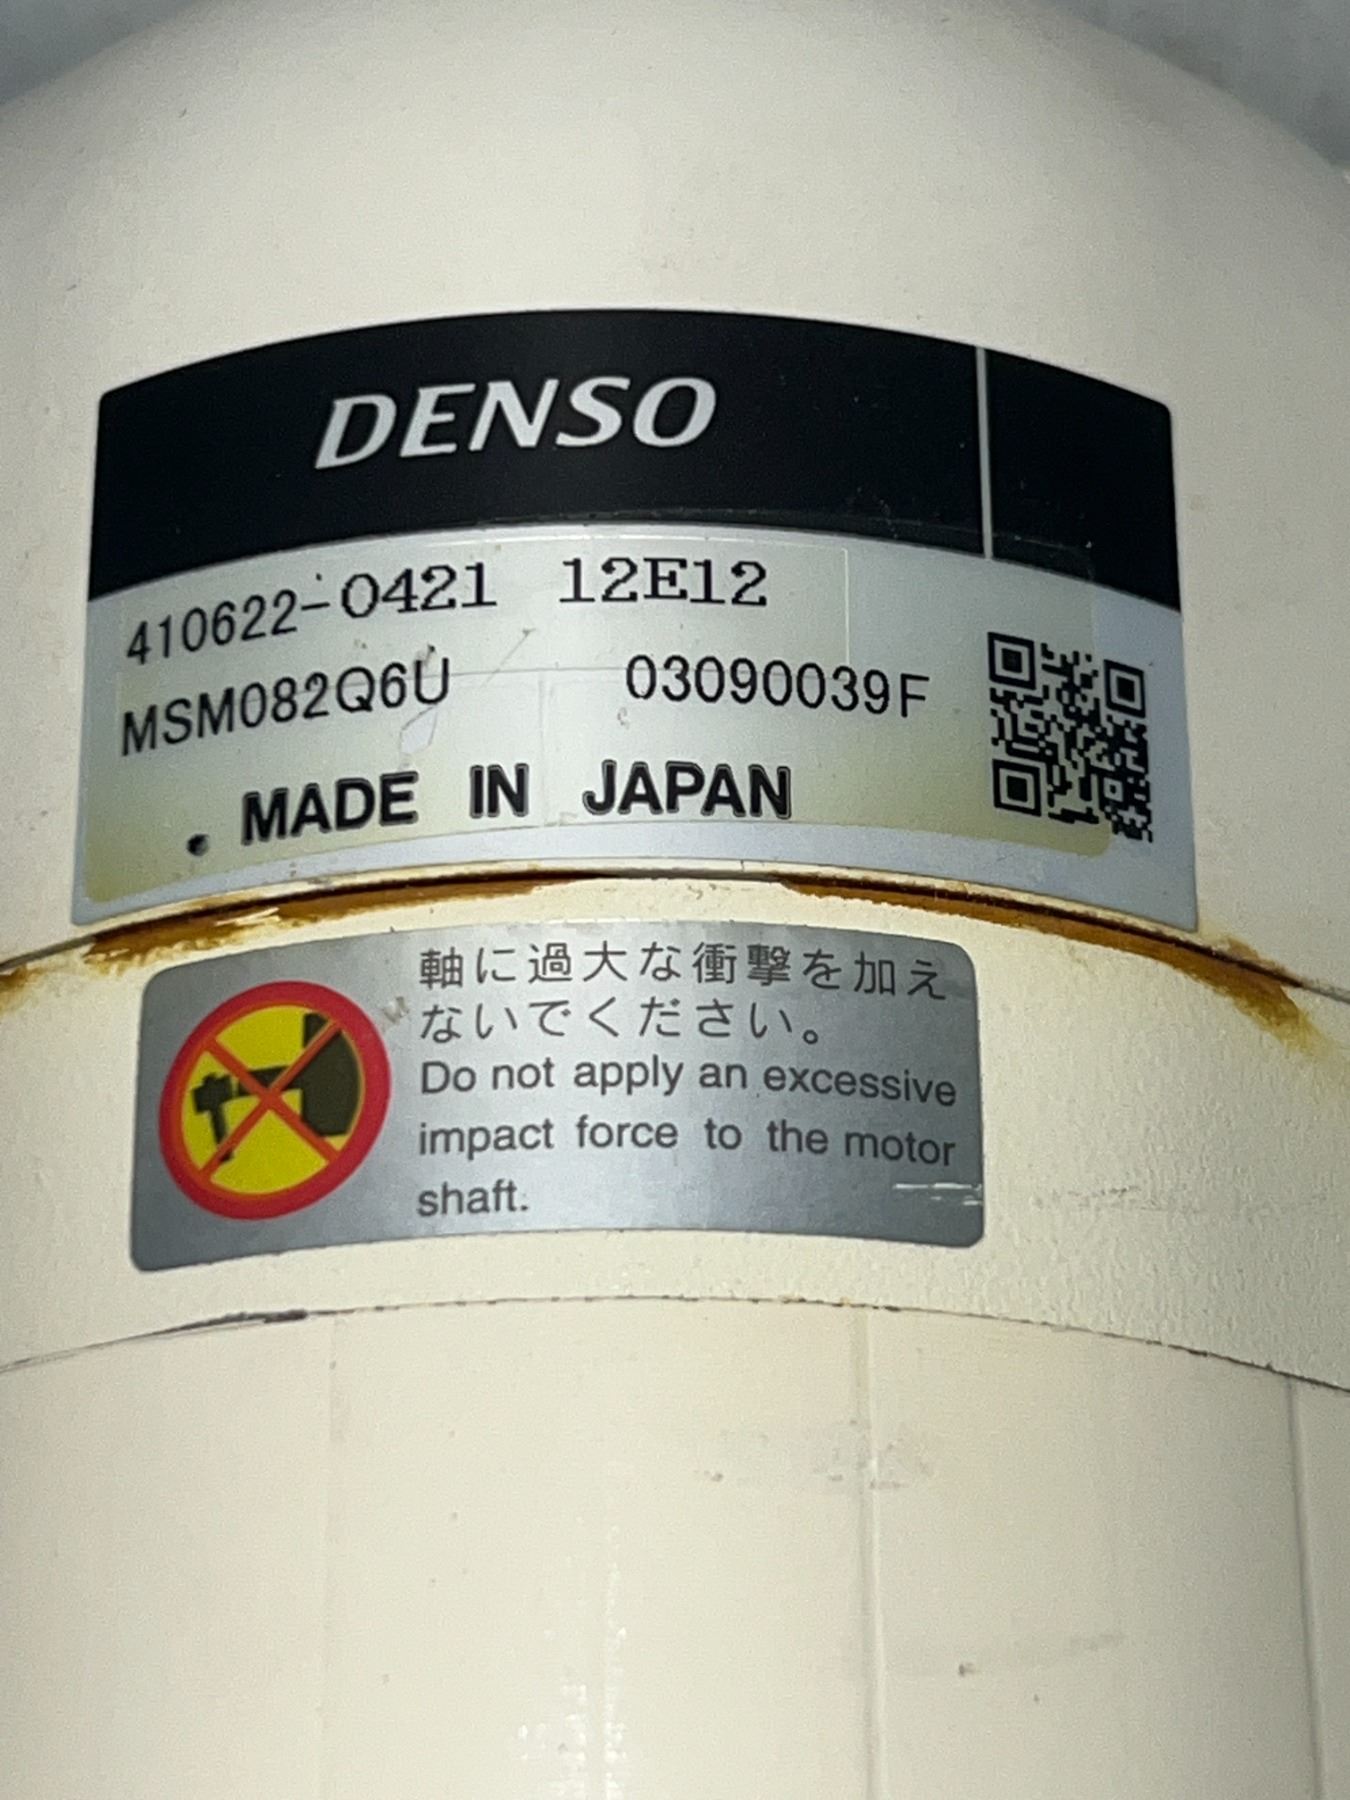 DENSO
410622-0421 12E12
MSM082Q6U 03090039F
MADE IN JAPAN
軸に過大な衝撃を加え
ないでください。
Do not apply an excessive
impact force to the motor
shaft.